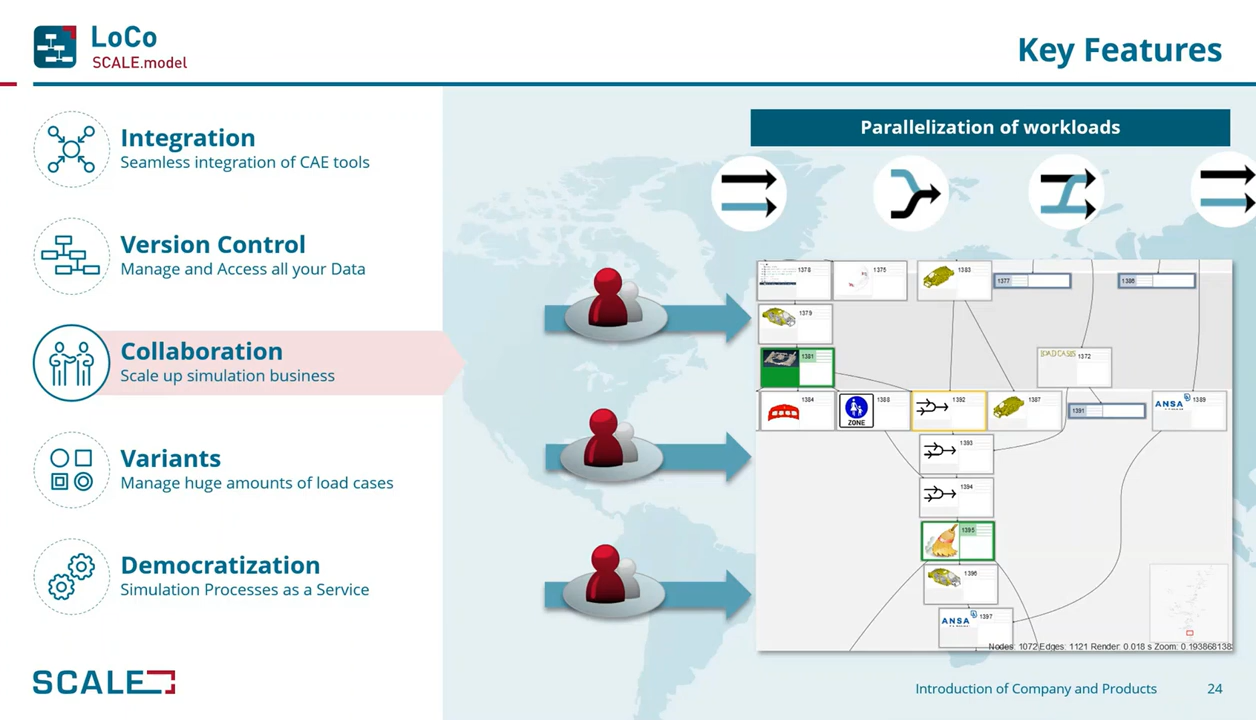 LoCo
SCALE.model
Key Features
Integration
Seamless integration of CAE tools
Version Control
Manage and Access all your Data
Collaboration
Scale up simulation business
Variants
Manage huge amounts of load cases
Democratization
Simulation Processes as a Service
Parallelization of workloads
1378
1375
1383
1377
1379
1381
LOADCASES 1372
1384
ZONE
1388
1392
1387
1391
ANSA
1389
1393
1394
1395
1396
ANSA 1397
Nodes: 1072 Edges: 1121 Render: 0.018 s Zoom: 0.193868138
SCALE
Introduction of Company and Products
24